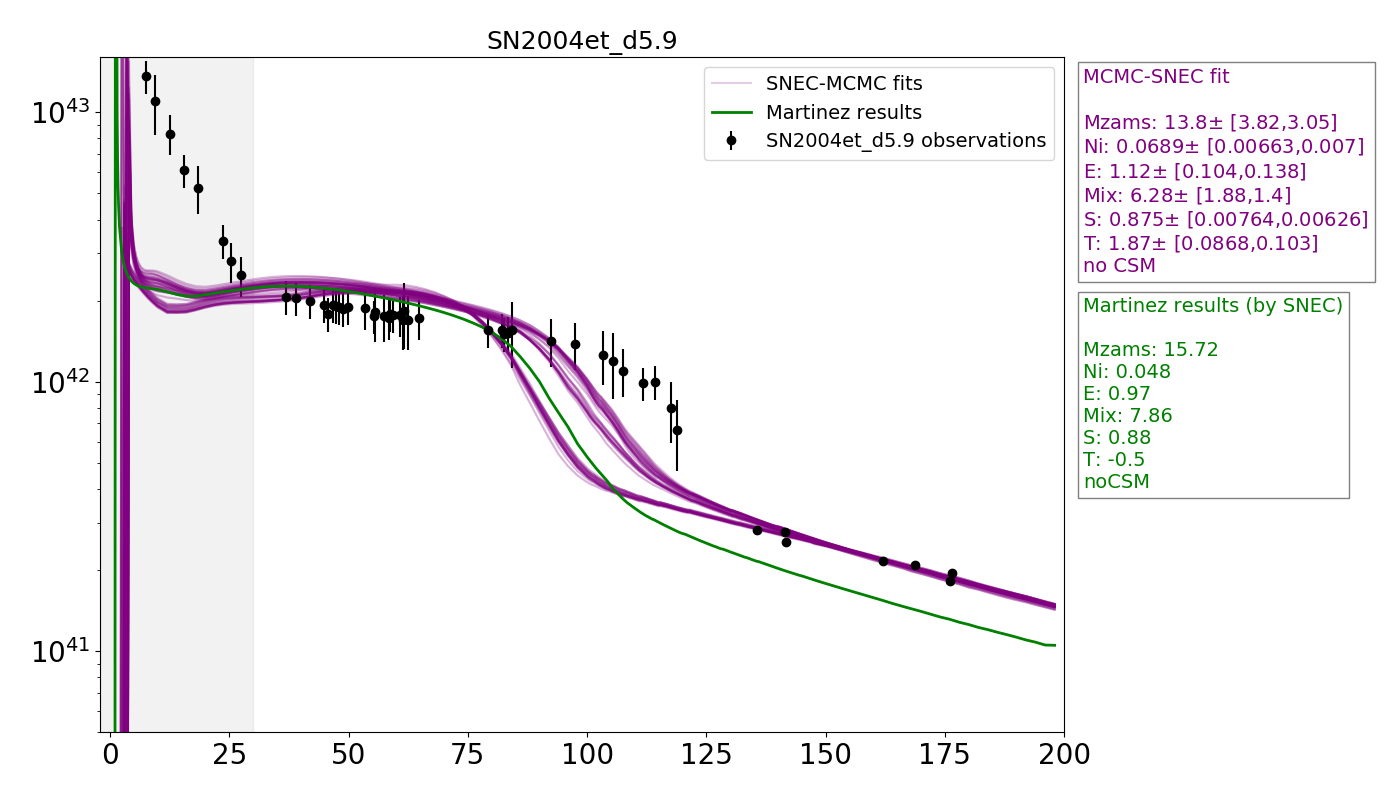 SN2004et_d5.9
SNEC-MCMC fits
Martinez results
SN2004et_d5.9 observations
10^43
10^42
10^41
0 25 50 75 100 125 150 175 200
MCMC-SNEC fit
Mzams: 13.8± [3.82,3.05]
Ni: 0.0689± [0.00663,0.007]
E: 1.12± [0.104,0.138]
Mix: 6.28± [1.88,1.4]
S: 0.875± [0.00764,0.00626]
T: 1.87± [0.0868,0.103]
no CSM
Martinez results (by SNEC)
Mzams: 15.72
Ni: 0.048
E: 0.97
Mix: 7.86
S: 0.88
T: -0.5
noCSM